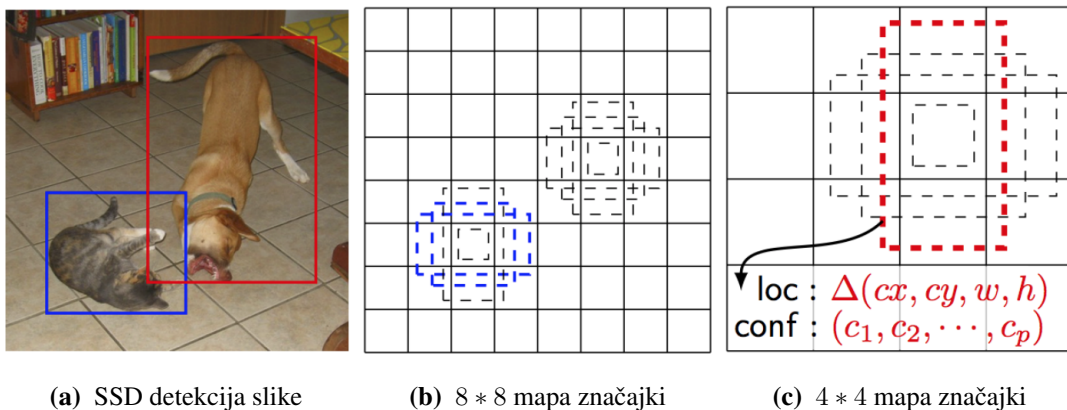 loc : Δ(cx, cy, w, h)
conf : (c₁, c₂, ⋯, cₚ)
(a) SSD detekcija slike
(b) 8 ∗ 8 mapa značajki
(c) 4 ∗ 4 mapa značajki